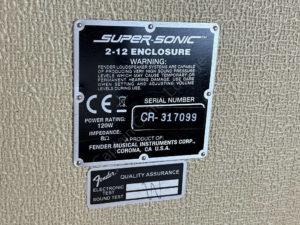 SUPER-SONIC™
2-12 ENCLOSURE
WARNING:
FENDER LOUDSPEAKER SYSTEMS ARE CAPABLE
OF PRODUCING VERY HIGH SOUND PRESSURE
LEVELS WHICH MAY CAUSE TEMPORARY OR
PERMANENT HEARING DAMAGE. USE CARE
WHEN SETTING AND ADJUSTING VOLUME
LEVELS DURING USE.
CE
SERIAL NUMBER
CR-317099
POWER RATING:
120W
IMPEDANCE:
8Ω
A PRODUCT OF:
FENDER MUSICAL INSTRUMENTS CORP.
CORONA, CA U.S.A.
Fender
QUALITY ASSURANCE
ELECTRONIC
TEST
SOUND TEST